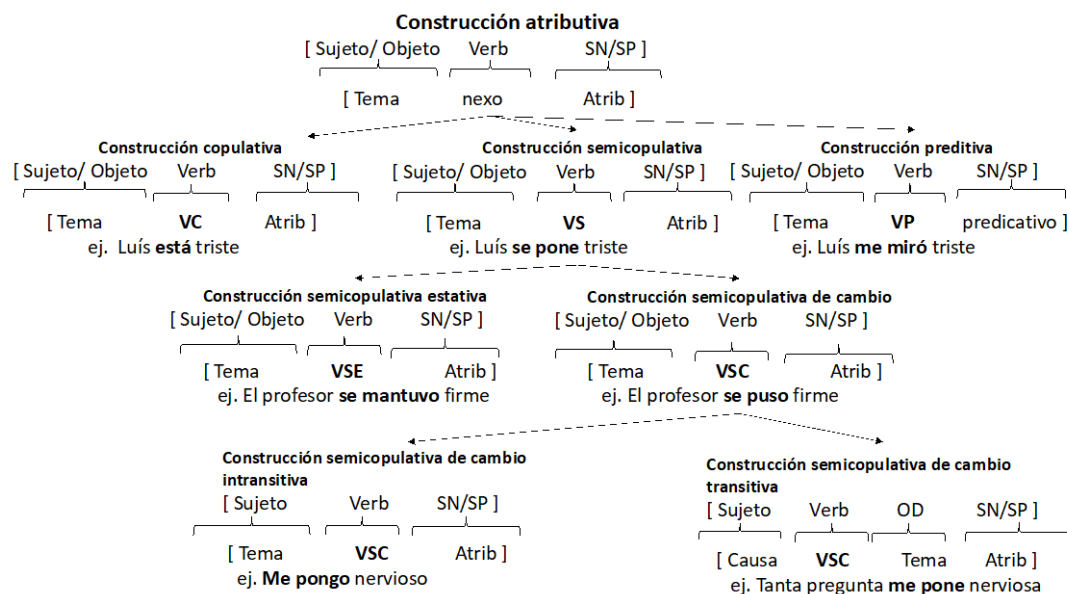 Construcción atributiva
[ Sujeto/ Objeto Verb SN/SP ]
[ Tema nexo Atrib ]
Construcción copulativa Construcción semicopulativa Construcción preditiva
[ Sujeto/ Objeto Verb SN/SP ] [ Sujeto/ Objeto Verb SN/SP ] [ Sujeto/ Objeto Verb SN/SP ]
[ Tema VC Atrib ] [ Tema VS Atrib ] [ Tema VP predicativo ]
ej. Luís está triste ej. Luís se pone triste ej. Luís me miró triste
Construcción semicopulativa estativa Construcción semicopulativa de cambio
[ Sujeto/ Objeto Verb SN/SP ] [ Sujeto/ Objeto Verb SN/SP ]
[ Tema VSE Atrib ] [ Tema VSC Atrib ]
ej. El profesor se mantuvo firme ej. El profesor se puso firme
Construcción semicopulativa de cambio
intransitiva
[ Sujeto Verb SN/SP ]
[ Tema VSC Atrib ]
ej. Me pongo nervioso
Construcción semicopulativa de cambio
transitiva
[ Sujeto Verb OD SN/SP ]
[ Causa VSC Tema Atrib ]
ej. Tanta pregunta me pone nerviosa